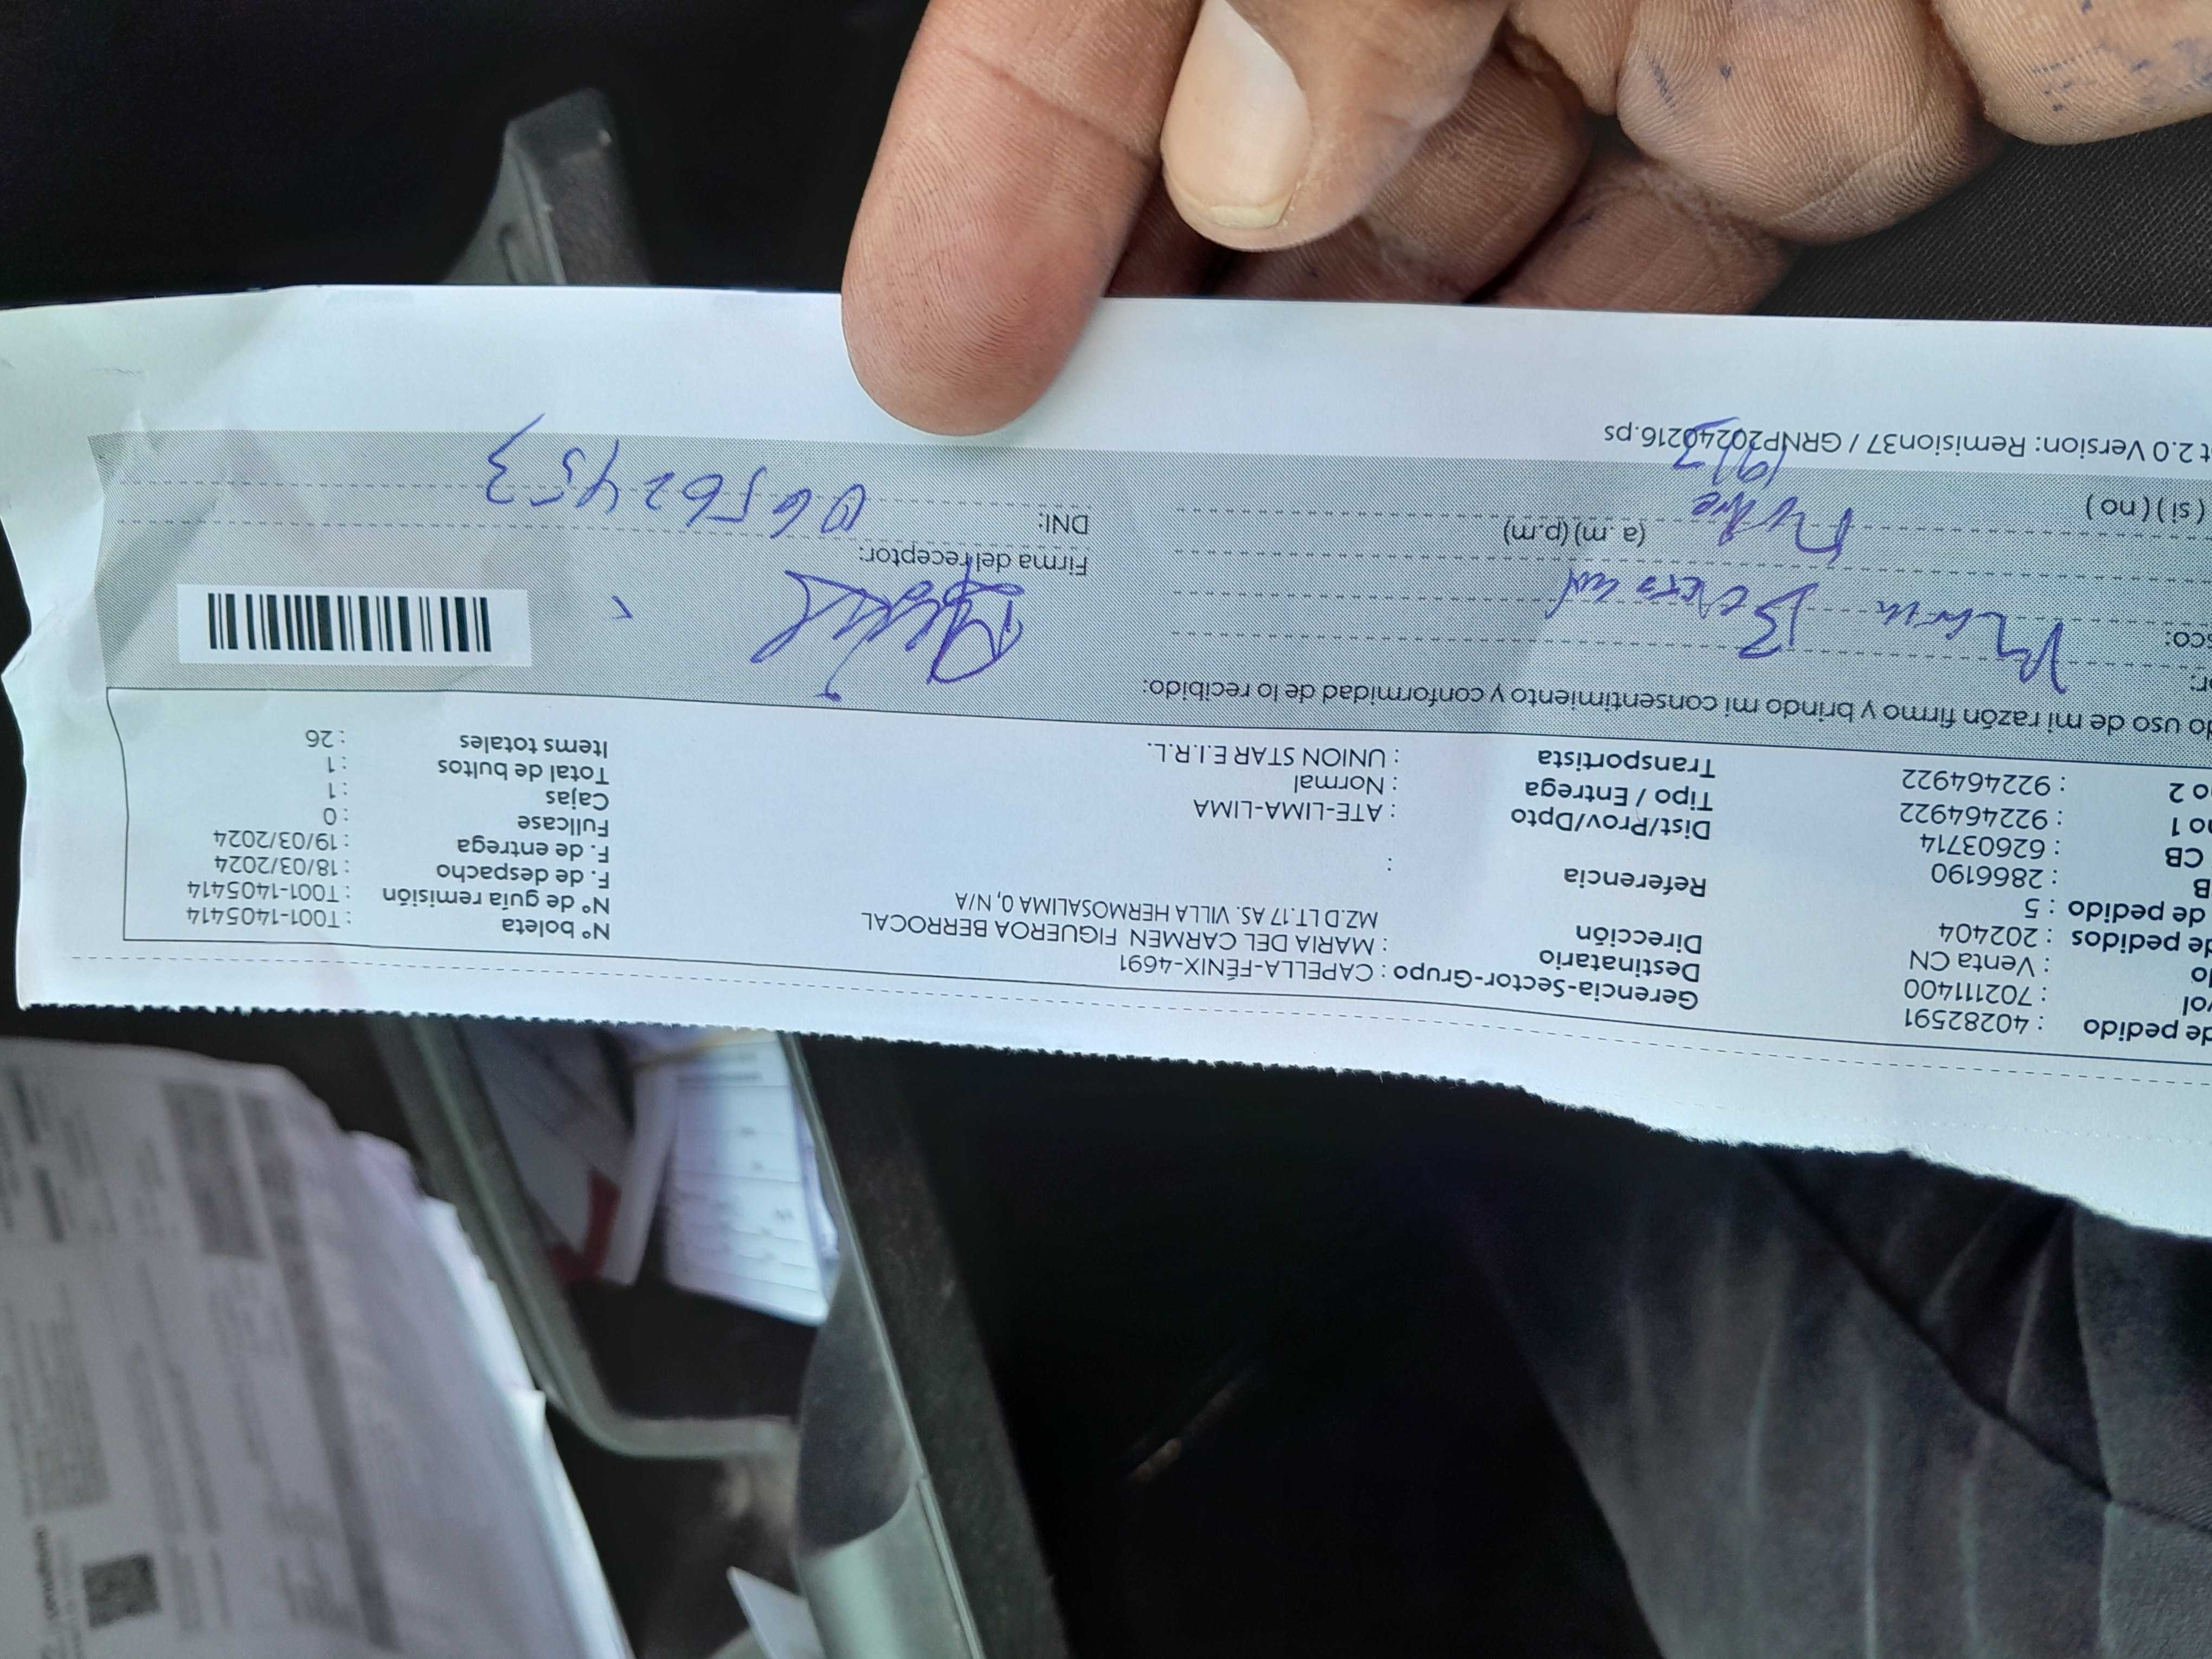 de pedido : 40282591
vol : 702111400
do : Venta CN
de pedidos : 202404
de pedido : 5
B : 2866190
CB : 62603714
no 1 : 922464922
no 2 : 922464922
Gerencia-Sector-Grupo : CAPELLA-FÉNIX-4691
Destinatario : MARIA DEL CARMEN FIGUEROA BERROCAL
Dirección MZ.D LT.17 AS. VILLA HERMOSALIMA 0, N/A
Referencia :
Dist/Prov/Dpto : ATE-LIMA-LIMA
Tipo / Entrega : Normal
Transportista : UNION STAR E.I.R.L.
N° boleta : T001-1405414
N° de guía remisión : T001-1405414
F. de despacho : 18/03/2024
F. de entrega : 19/03/2024
Fullcase : 0
Cajas : 1
Total de bultos : 1
Items totales : 26
do uso de mi razón firmo y brindo mi consentimiento y conformidad de lo recibido:
or:
sco:
(a. m) (p.m)
( si ) ( no )
19/3
Firma del receptor:
DNI: 06562453
t 2.0 Version: Remision37 / GRNP20240216.ps